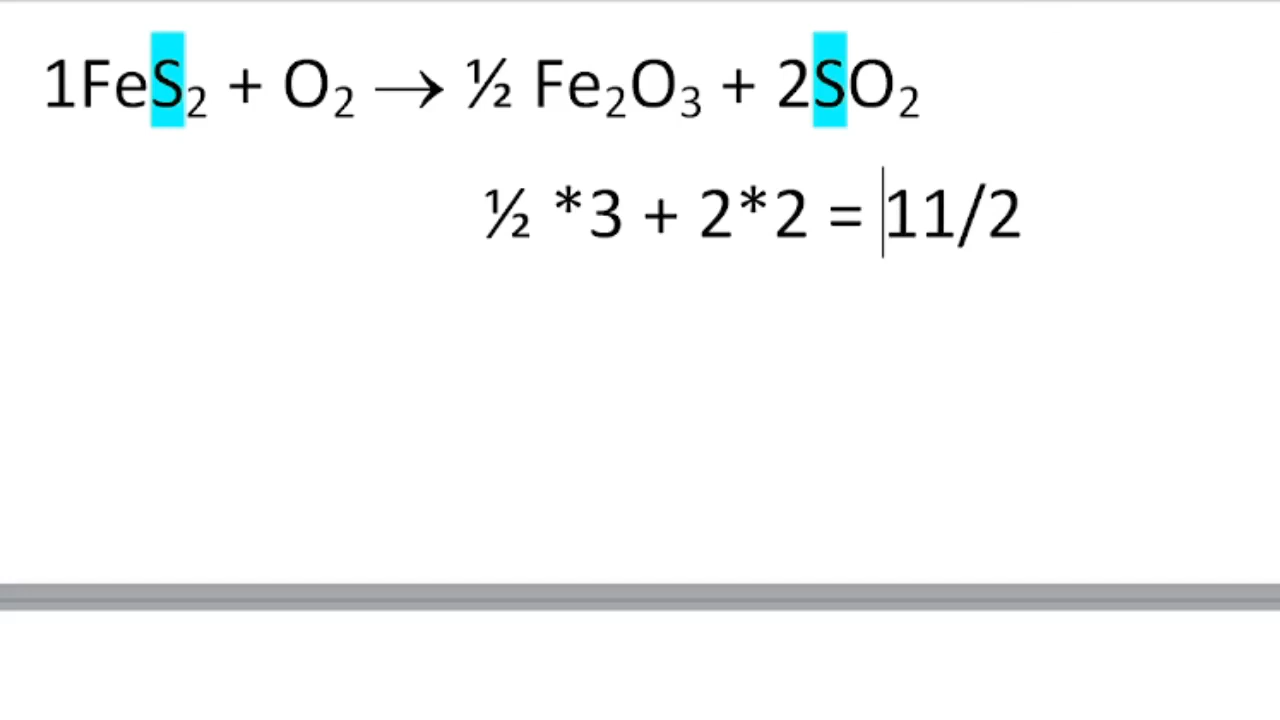 1FeS₂ + O₂ → ½ Fe₂O₃ + 2SO₂
½ *3 + 2*2 = 11/2